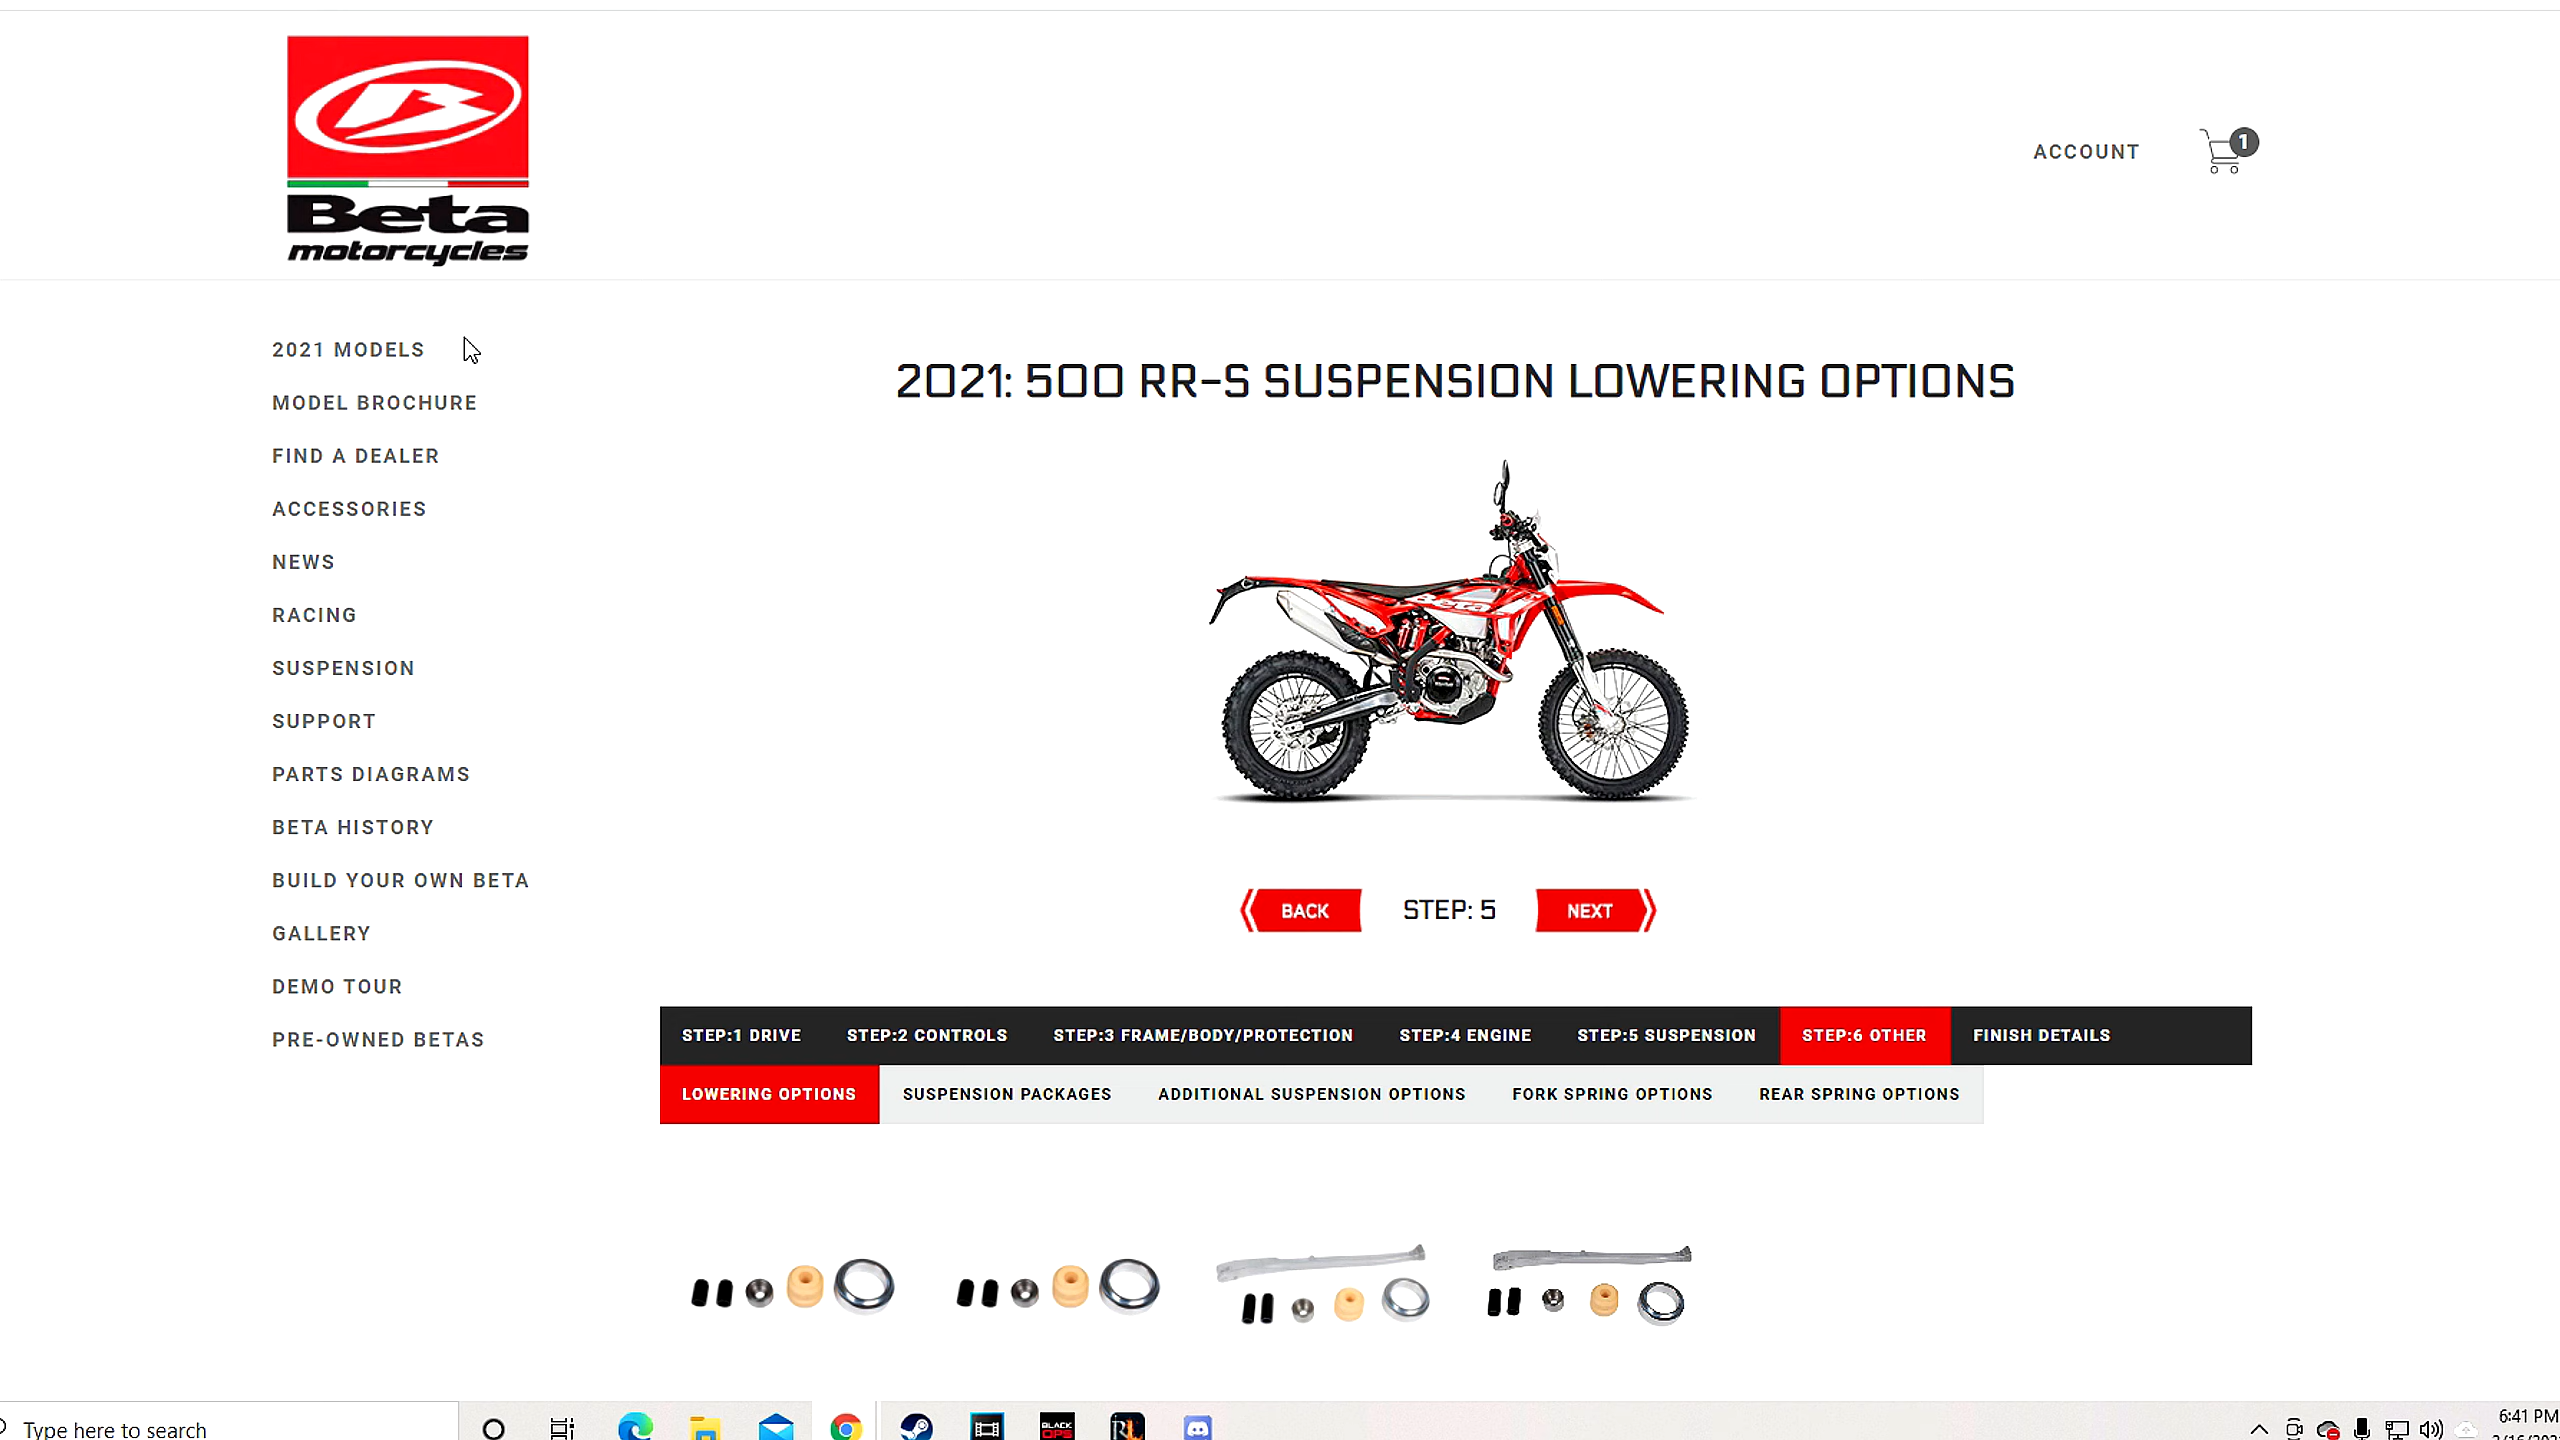 Beta
motorcycles
ACCOUNT
1
2021 MODELS
MODEL BROCHURE
FIND A DEALER
ACCESSORIES
NEWS
RACING
SUSPENSION
SUPPORT
PARTS DIAGRAMS
BETA HISTORY
BUILD YOUR OWN BETA
GALLERY
DEMO TOUR
PRE-OWNED BETAS
2021: 500 RR-S SUSPENSION LOWERING OPTIONS
Beta
BACK STEP: 5 NEXT
STEP:1 DRIVE STEP:2 CONTROLS STEP:3 FRAME/BODY/PROTECTION STEP:4 ENGINE STEP:5 SUSPENSION STEP:6 OTHER FINISH DETAILS
LOWERING OPTIONS SUSPENSION PACKAGES ADDITIONAL SUSPENSION OPTIONS FORK SPRING OPTIONS REAR SPRING OPTIONS
Type here to search
BLACK
OPS
RL
6:41 PM